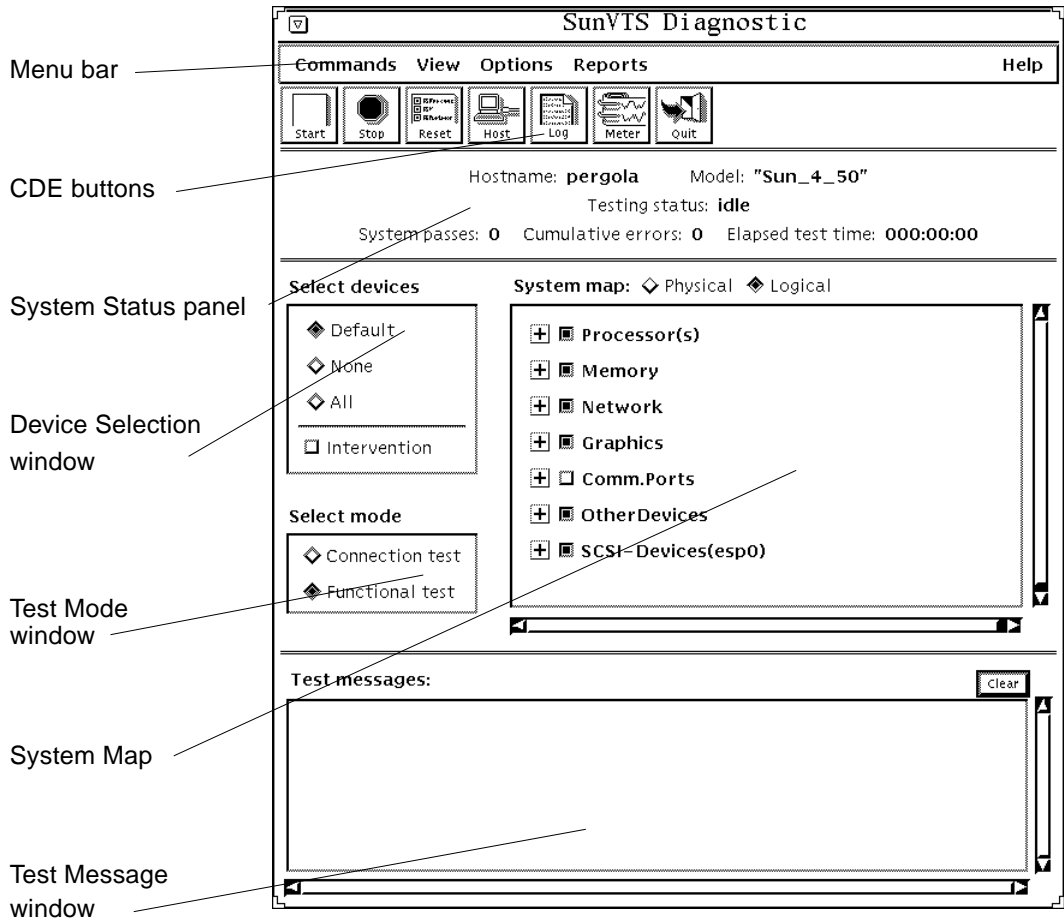 SunVTS Diagnostic
Menu bar
Commands View Options Reports Help
Start Stop Reset Host Log Meter Quit
CDE buttons
Hostname: pergola Model: "Sun_4_50"
Testing status: idle
System passes: 0 Cumulative errors: 0 Elapsed test time: 000:00:00
System Status panel
Select devices
Default
None
All
Intervention
Device Selection
window
System map: Physical Logical
Processor(s)
Memory
Network
Graphics
Comm.Ports
OtherDevices
SCSI-Devices(esp0)
Select mode
Connection test
Functional test
Test Mode
window
Test messages:
Clear
System Map
Test Message
window